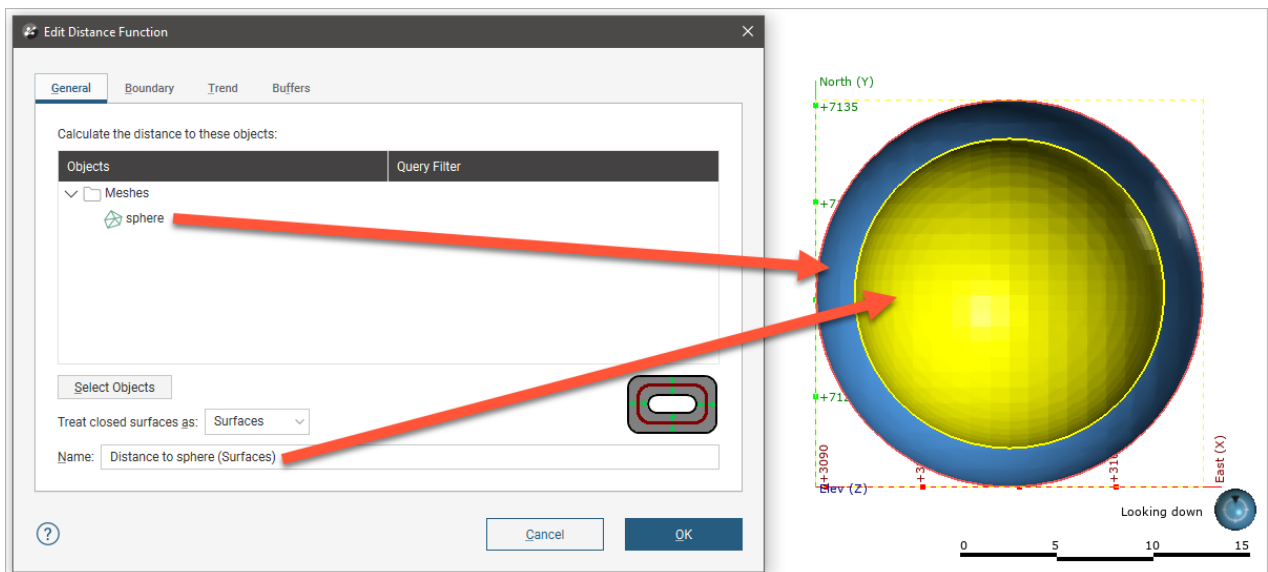 Edit Distance Function
General Boundary Trend Buffers
Calculate the distance to these objects:
Objects Query Filter
Meshes
sphere
Select Objects
Treat closed surfaces as: Surfaces
Name: Distance to sphere (Surfaces)
? Cancel OK
North (Y)
+7135
+3090
East (X)
Elev (Z)
Looking down
0 5 10 15